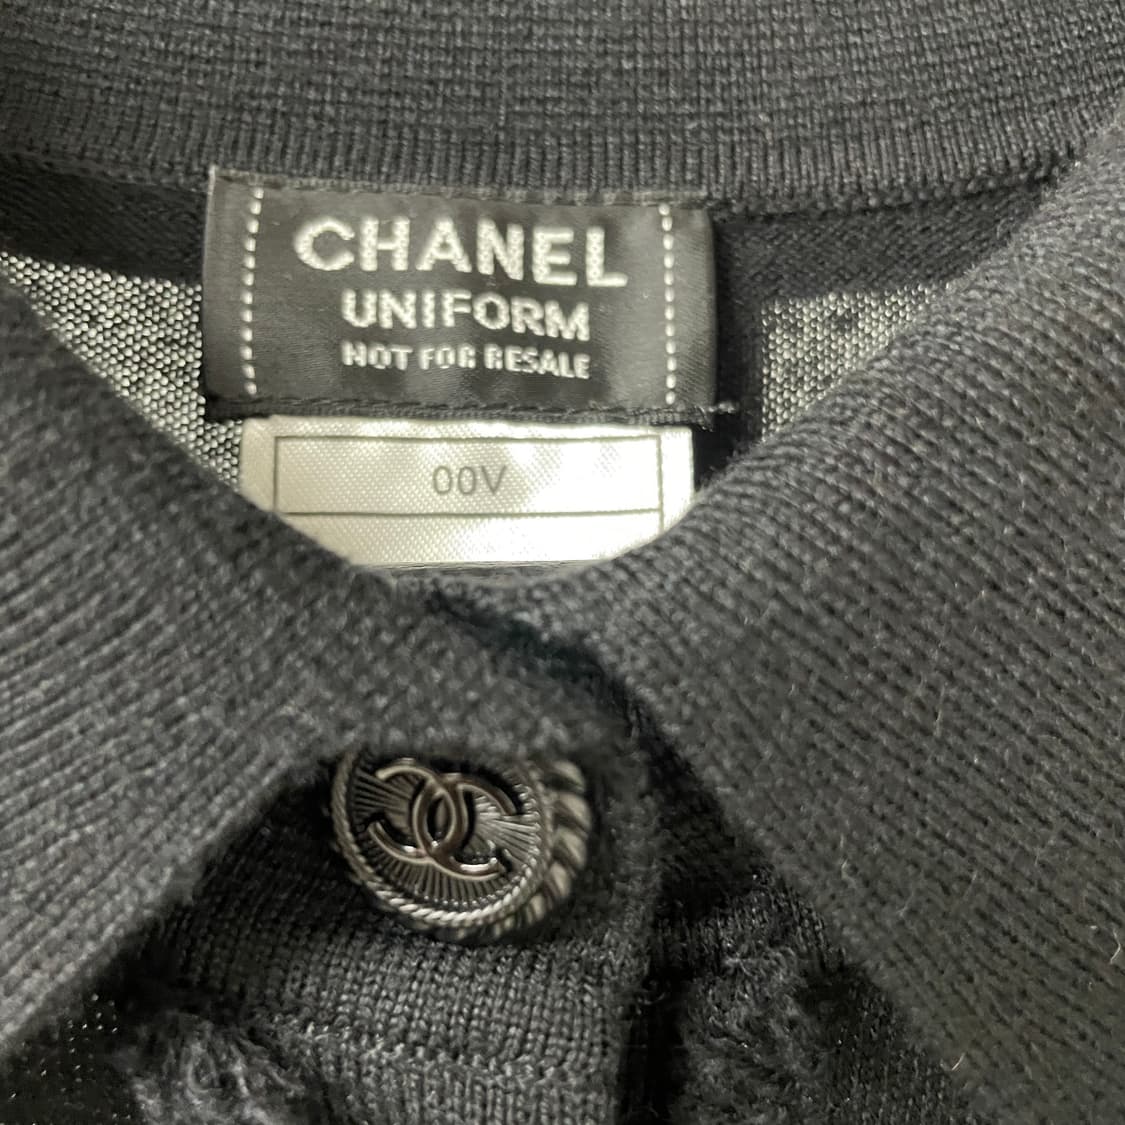 CHANEL
UNIFORM
NOT FOR RESALE
00V